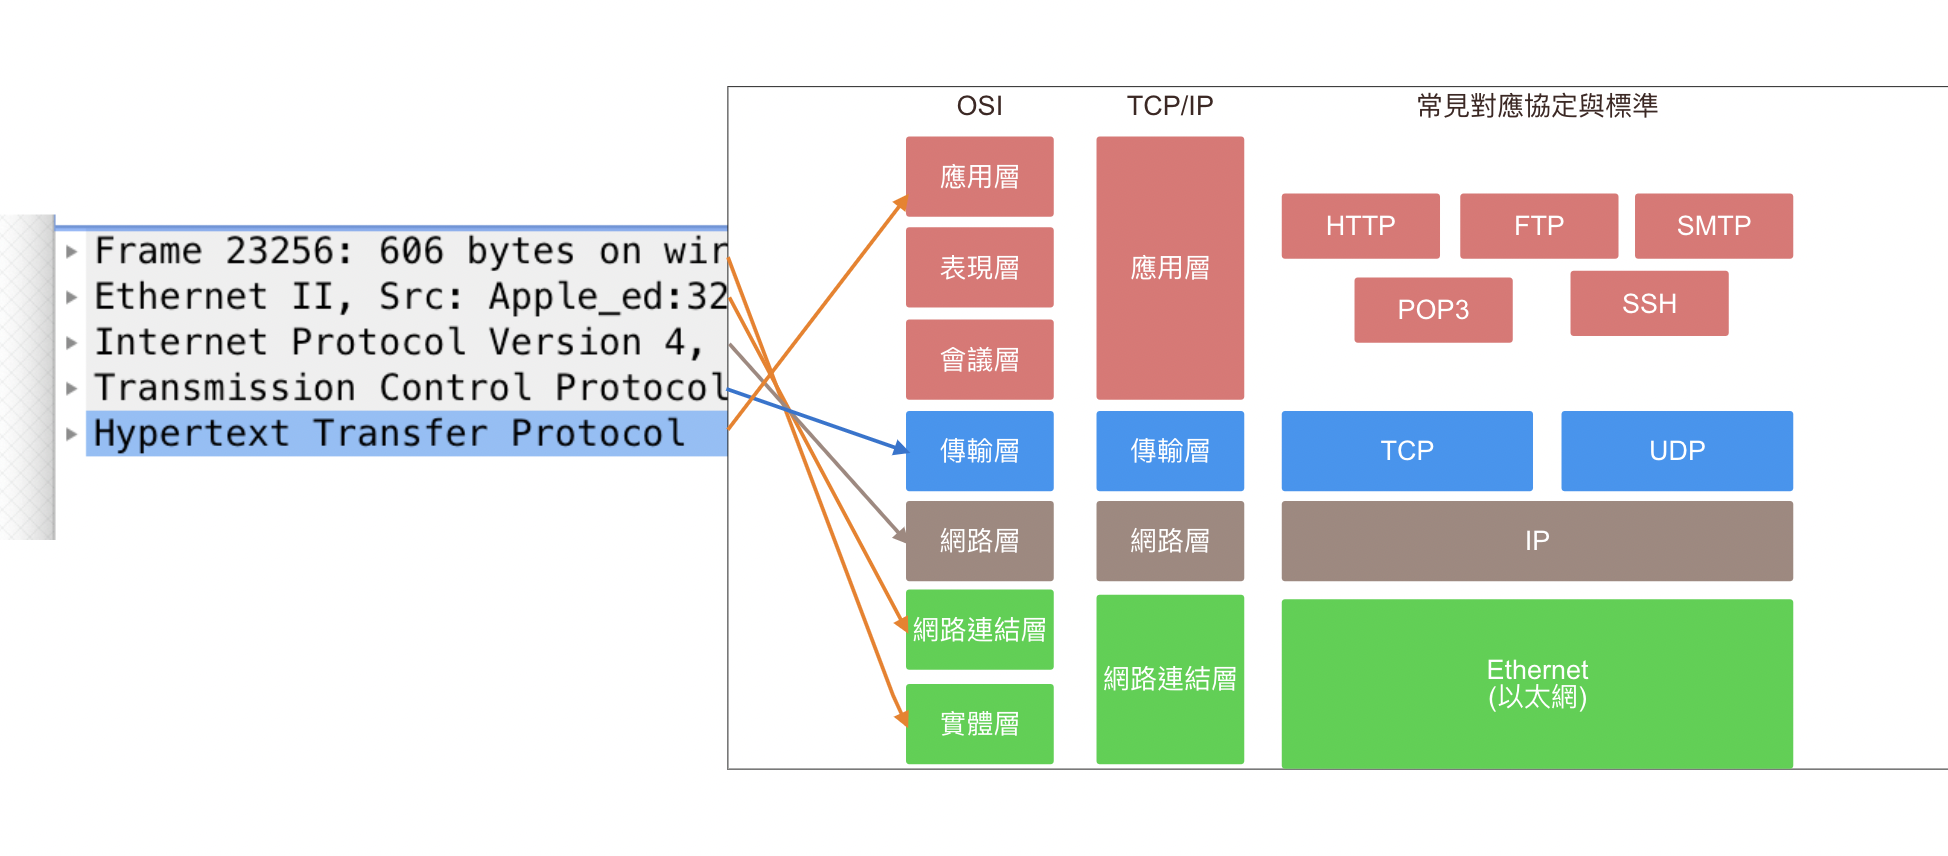 Frame 23256: 606 bytes on wir
Ethernet II, Src: Apple_ed:32
Internet Protocol Version 4,
Transmission Control Protocol
Hypertext Transfer Protocol
OSI TCP/IP 常見對應協定與標準
應用層
表現層
會議層
傳輸層
網路層
網路連結層
實體層
應用層
傳輸層
網路層
網路連結層
HTTP FTP SMTP
POP3 SSH
TCP UDP
IP
Ethernet
(以太網)